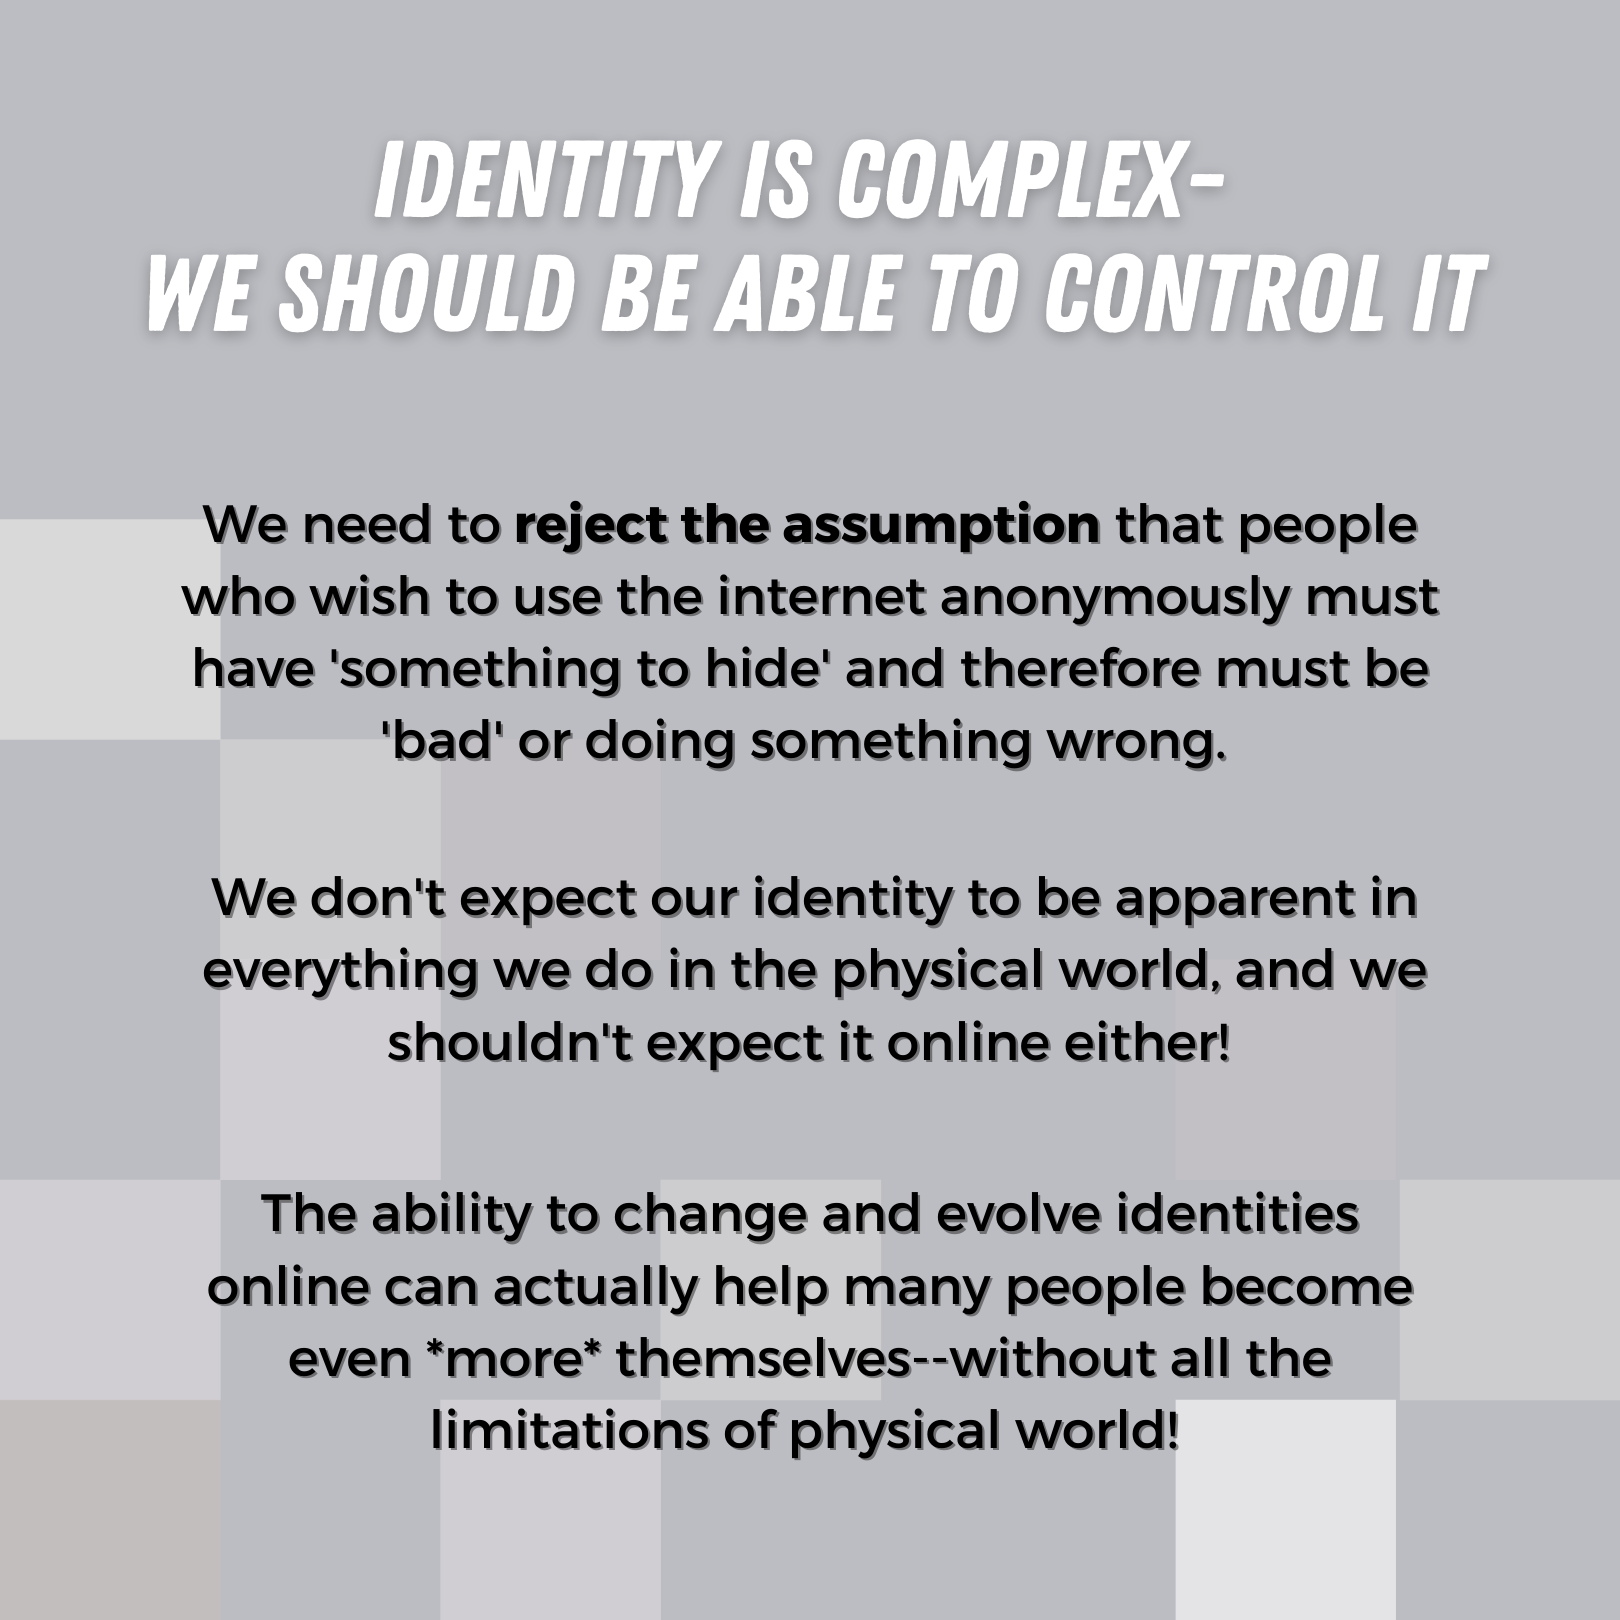 IDENTITY IS COMPLEX-
WE SHOULD BE ABLE TO CONTROL IT
We need to reject the assumption that people
who wish to use the internet anonymously must
have 'something to hide' and therefore must be
'bad' or doing something wrong.
We don't expect our identity to be apparent in
everything we do in the physical world, and we
shouldn't expect it online either!
The ability to change and evolve identities
online can actually help many people become
even *more* themselves--without all the
limitations of physical world!